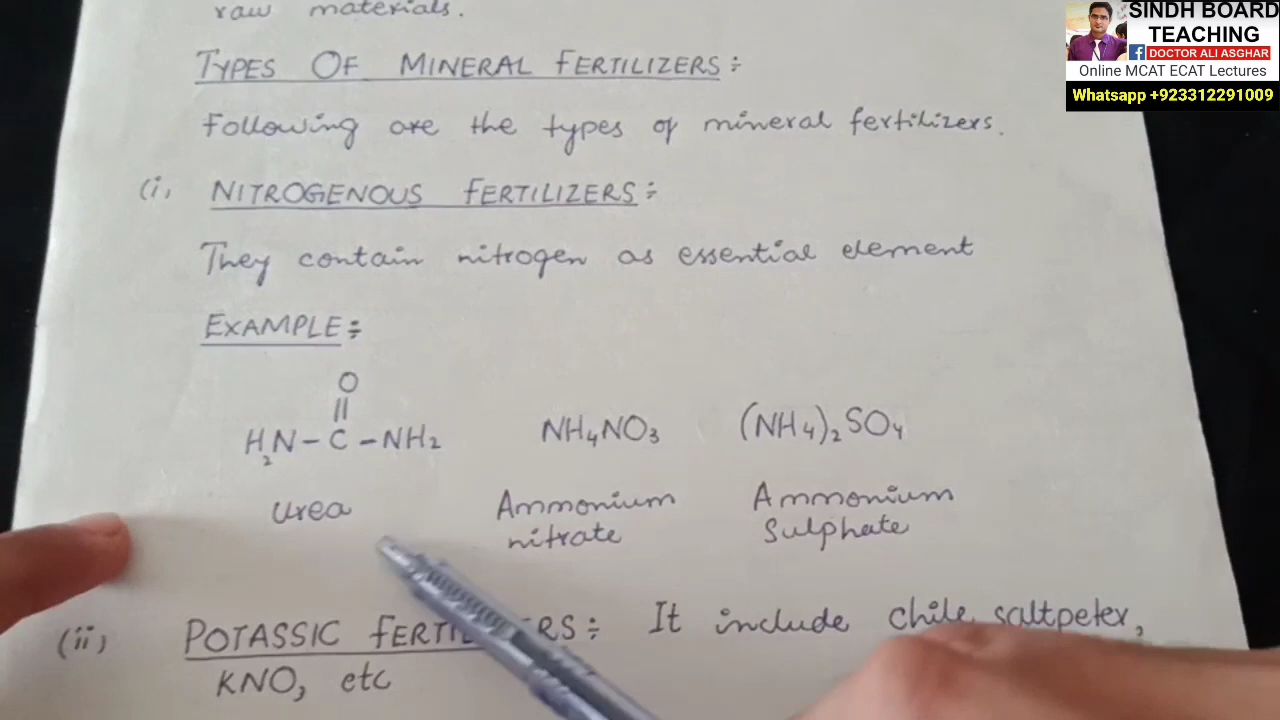 raw materials.
TYPES OF MINERAL FERTILIZERS :
Following are the types of mineral fertilizers.
(i, NITROGENOUS FERTILIZERS :
They contain nitrogen as essential element
EXAMPLE :
O
||
H2N - C - NH2 NH4NO3 (NH4)2SO4
Urea Ammonium nitrate Ammonium Sulphate
(ii) POTASSIC It include chile saltpeter,
KNO3 etc
SINDH BOARD
TEACHING
DOCTOR ALI ASGHAR
Online MCAT ECAT Lectures
Whatsapp +923312291009